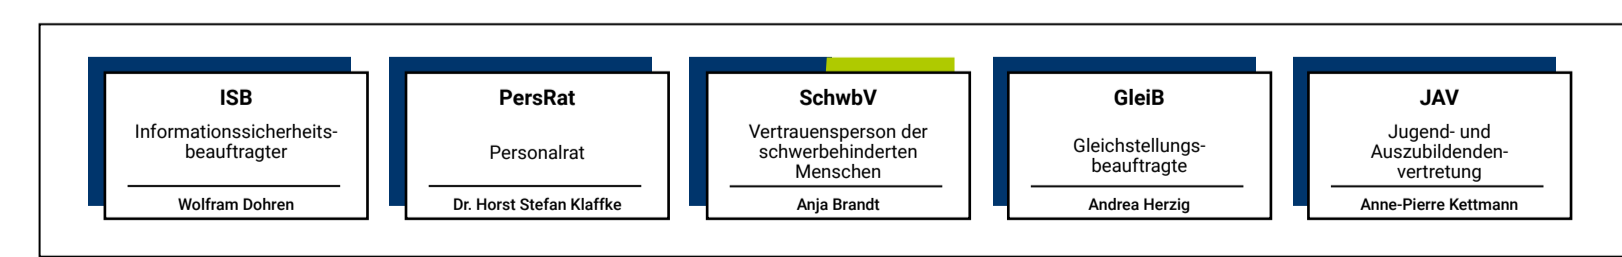 ISB
Informationssicherheits-
beauftragter
Wolfram Dohren
PersRat
Personalrat
Dr. Horst Stefan Klaffke
SchwbV
Vertrauensperson der
schwerbehinderten
Menschen
Anja Brandt
GleiB
Gleichstellungs-
beauftragte
Andrea Herzig
JAV
Jugend- und
Auszubildenden-
vertretung
Anne-Pierre Kettmann